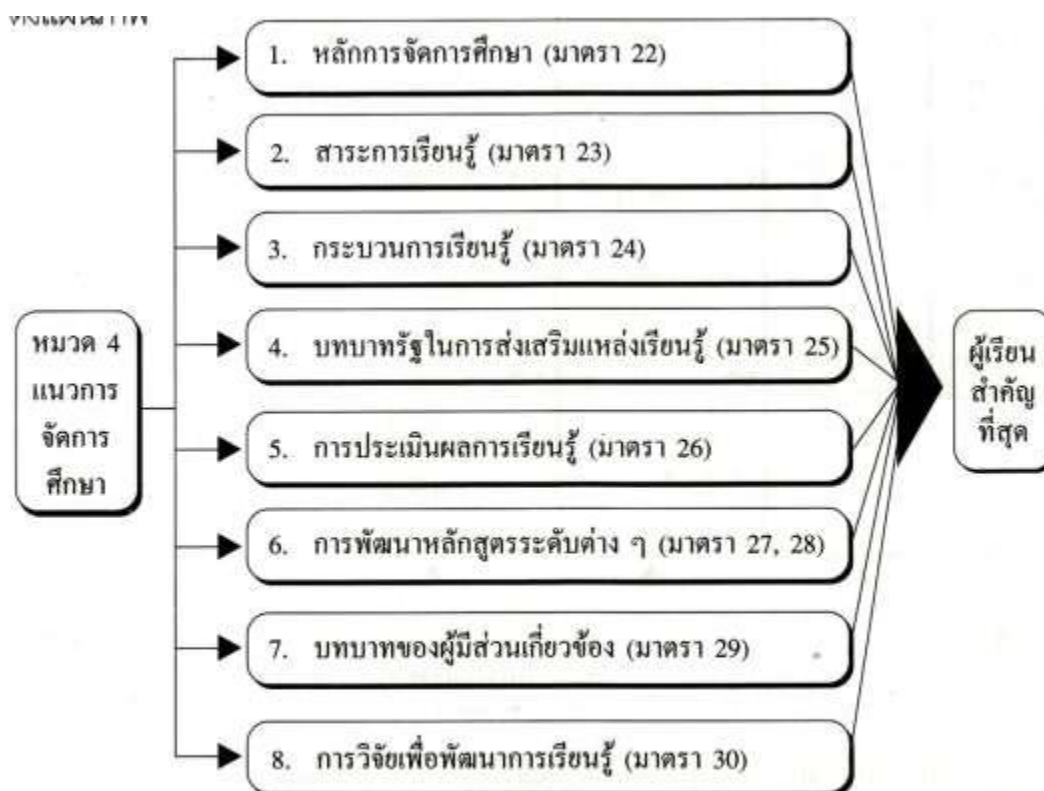 หมวด 4
แนวการ
จัดการ
ศึกษา
1. หลักการจัดการศึกษา (มาตรา 22)
2. สาระการเรียนรู้ (มาตรา 23)
3. กระบวนการเรียนรู้ (มาตรา 24)
4. บทบาทรัฐในการส่งเสริมแหล่งเรียนรู้ (มาตรา 25)
5. การประเมินผลการเรียนรู้ (มาตรา 26)
6. การพัฒนาหลักสูตรระดับต่าง ๆ (มาตรา 27, 28)
7. บทบาทของผู้มีส่วนเกี่ยวข้อง (มาตรา 29)
8. การวิจัยเพื่อพัฒนาการเรียนรู้ (มาตรา 30)
ผู้เรียน
สำคัญ
ที่สุด